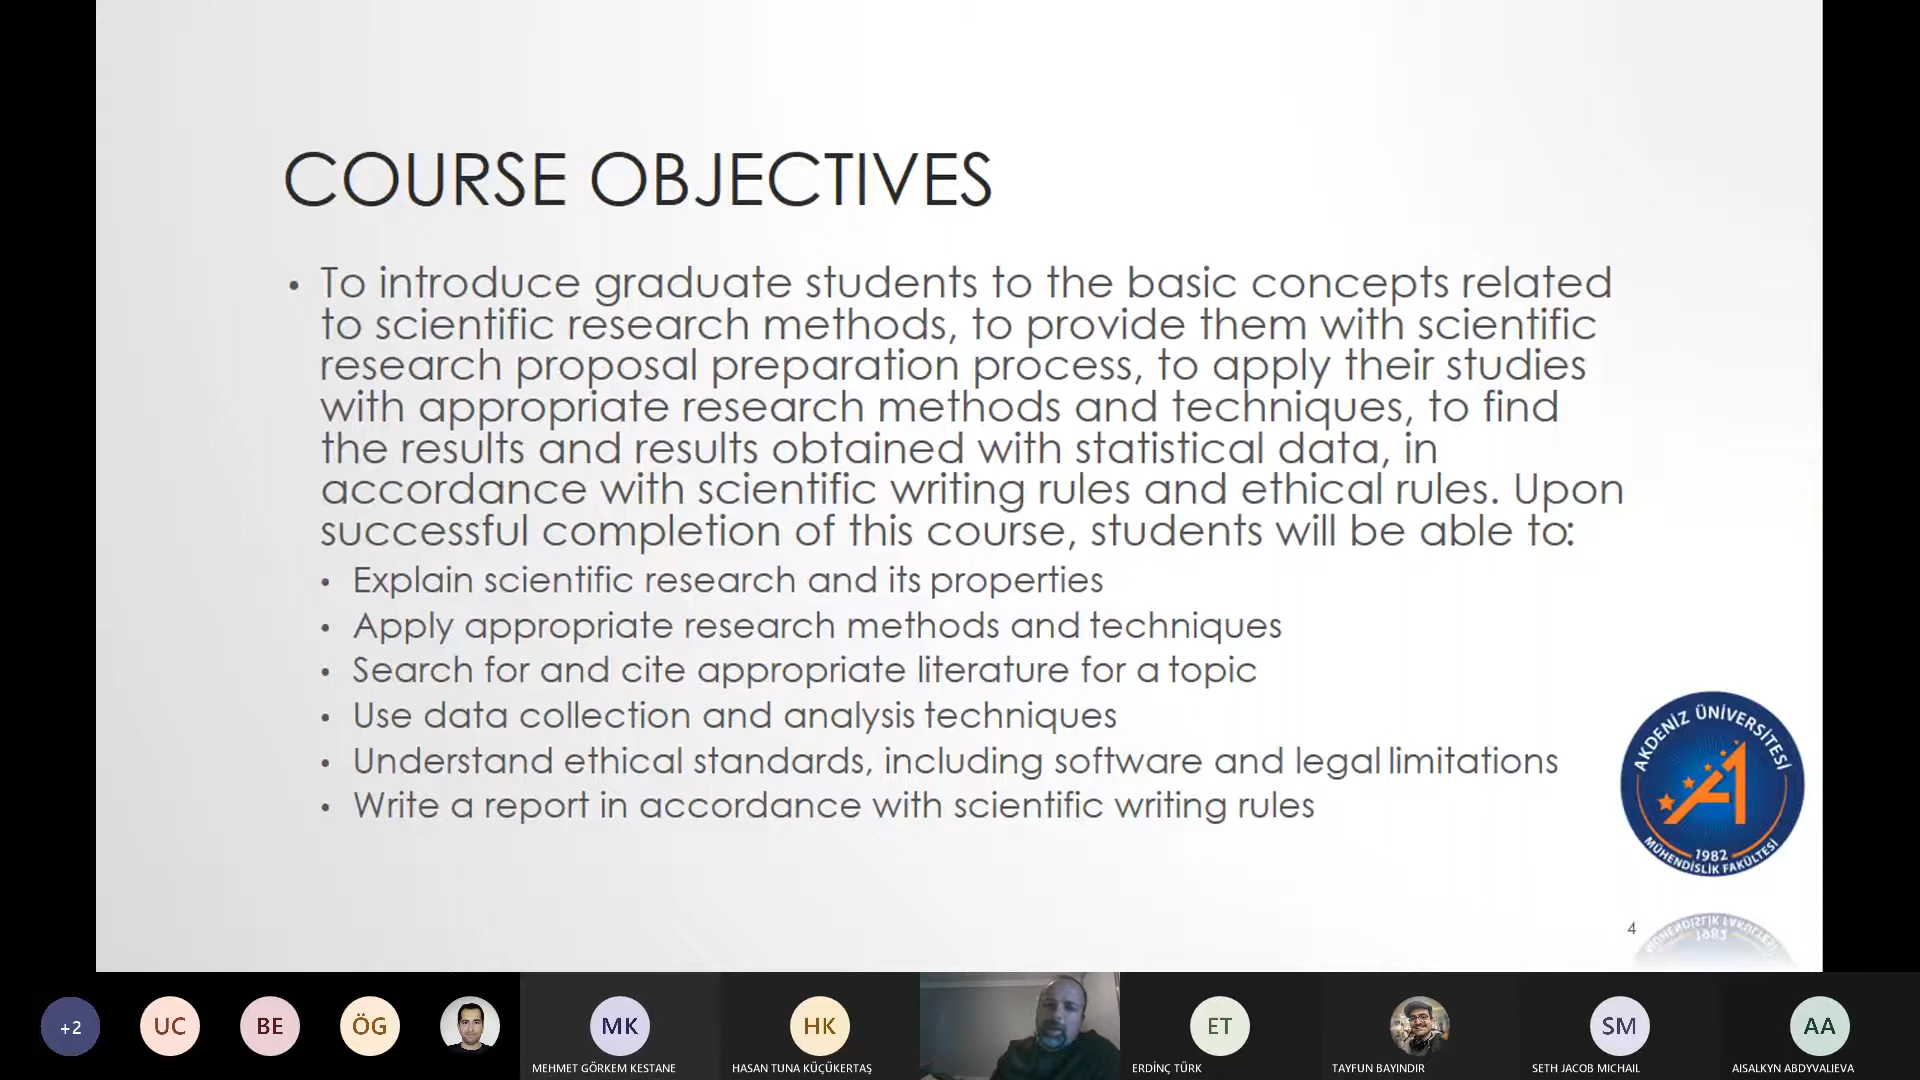 COURSE OBJECTIVES
• To introduce graduate students to the basic concepts related
to scientific research methods, to provide them with scientific
research proposal preparation process, to apply their studies
with appropriate research methods and techniques, to find
the results and results obtained with statistical data, in
accordance with scientific writing rules and ethical rules. Upon
successful completion of this course, students will be able to:
• Explain scientific research and its properties
• Apply appropriate research methods and techniques
• Search for and cite appropriate literature for a topic
• Use data collection and analysis techniques
• Understand ethical standards, including software and legal limitations
• Write a report in accordance with scientific writing rules
AKDENİZ ÜNİVERSİTESİ
1982
MÜHENDİSLİK FAKÜLTESİ
4
+2
UC
BE
ÖG
MK
HK
ET
SM
AA
MEHMET GÖRKEM KESTANE
HASAN TUNA KÜÇÜKERTAŞ
ERDİNÇ TÜRK
TAYFUN BAYINDIR
SETH JACOB MICHAIL
AISALKYN ABDYVALIEVA